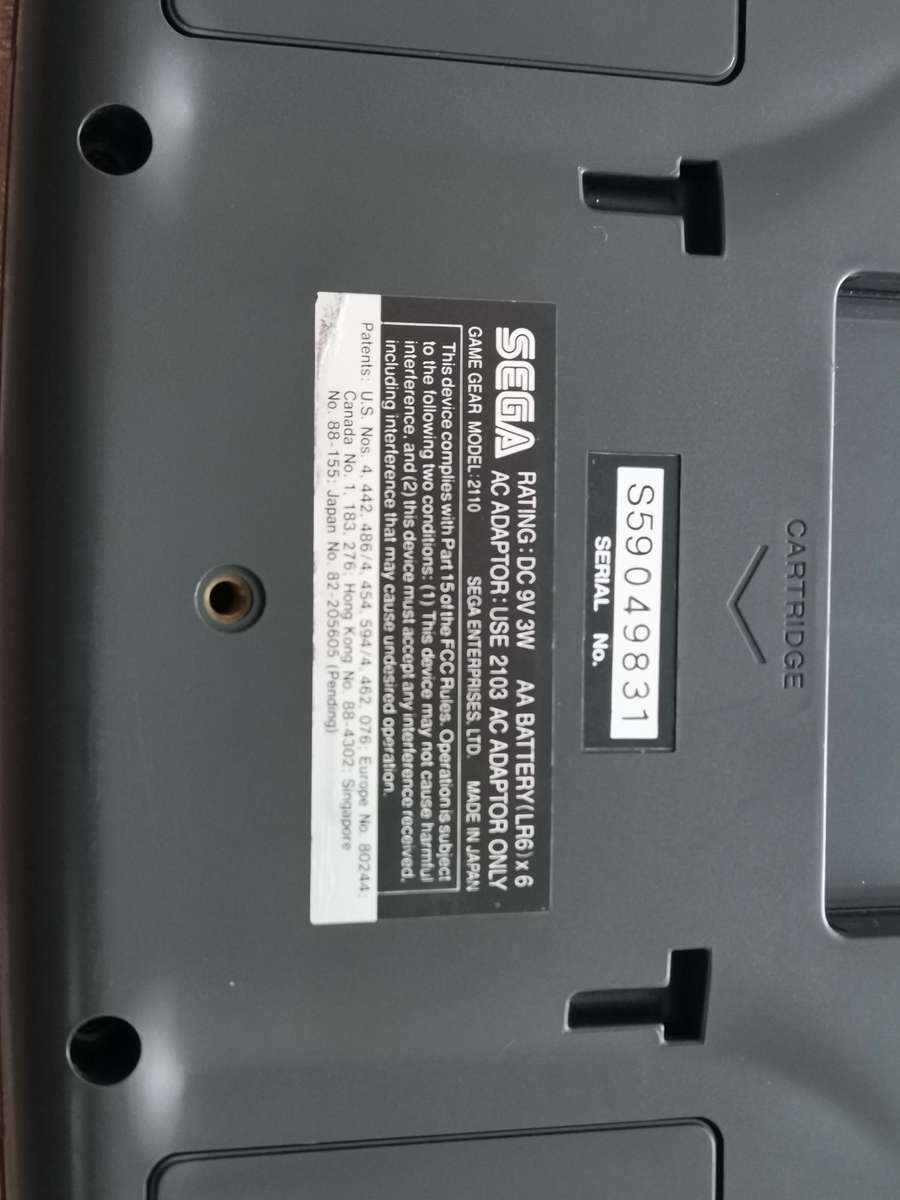 CARTRIDGE
S59049831
SERIAL No.
SEGA RATING: DC 9V 3W AA BATTERY(LR6)x6
AC ADAPTOR: USE 2103 AC ADAPTOR ONLY
GAME GEAR MODEL: 2110 SEGA ENTERPRISES, LTD. MADE IN JAPAN
This device complies with Part 15 of the FCC Rules. Operation is subject
to the following two conditions: (1) This device may not cause harmful
interference, and (2) this device must accept any interference received,
including interference that may cause undesired operation.
Patents: U.S. Nos. 4, 442, 486/4, 454, 594/4, 462, 076; Europe No. 80244;
Canada No. 1, 183, 276; Hong Kong No. 88-4302; Singapore
No. 88-155; Japan No. 82-205605 (Pending)